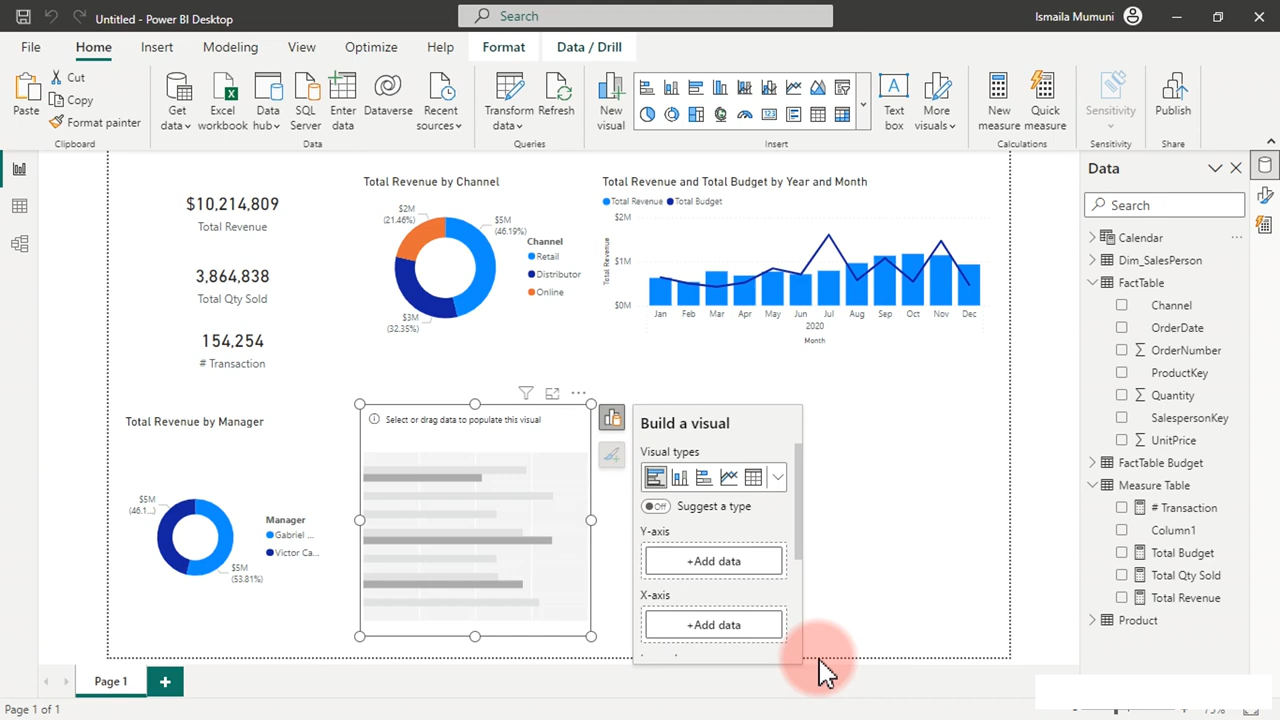 Untitled - Power BI Desktop
Search
Ismaila Mumuni
File Home Insert Modeling View Optimize Help Format Data / Drill
Paste
Cut
Copy
Format painter
Clipboard
Get data
Excel workbook
Data hub
SQL Server
Enter data
Dataverse
Recent sources
Data
Transform data
Refresh
Queries
New visual
Text box
More visuals
Insert
New measure
Quick measure
Calculations
Sensitivity
Sensitivity
Publish
Share
$10,214,809
Total Revenue
3,864,838
Total Qty Sold
154,254
# Transaction
Total Revenue by Channel
$2M
(21.46%)
$5M
(46.19%)
$3M
(32.35%)
Channel
Retail
Distributor
Online
Total Revenue and Total Budget by Year and Month
Total Revenue Total Budget
Total Revenue
$2M
$1M
$0M
Jan Feb Mar Apr May Jun Jul Aug Sep Oct Nov Dec
2020
Month
Total Revenue by Manager
$5M
(46.1...)
$5M
(53.81%)
Manager
Gabriel ...
Victor Ca...
Select or drag data to populate this visual
Build a visual
Visual types
Off Suggest a type
Y-axis
+Add data
X-axis
+Add data
Data
Search
Calendar
Dim_SalesPerson
FactTable
Channel
OrderDate
OrderNumber
ProductKey
Quantity
SalespersonKey
UnitPrice
FactTable Budget
Measure Table
# Transaction
Column1
Total Budget
Total Qty Sold
Total Revenue
Product
Page 1
Page 1 of 1